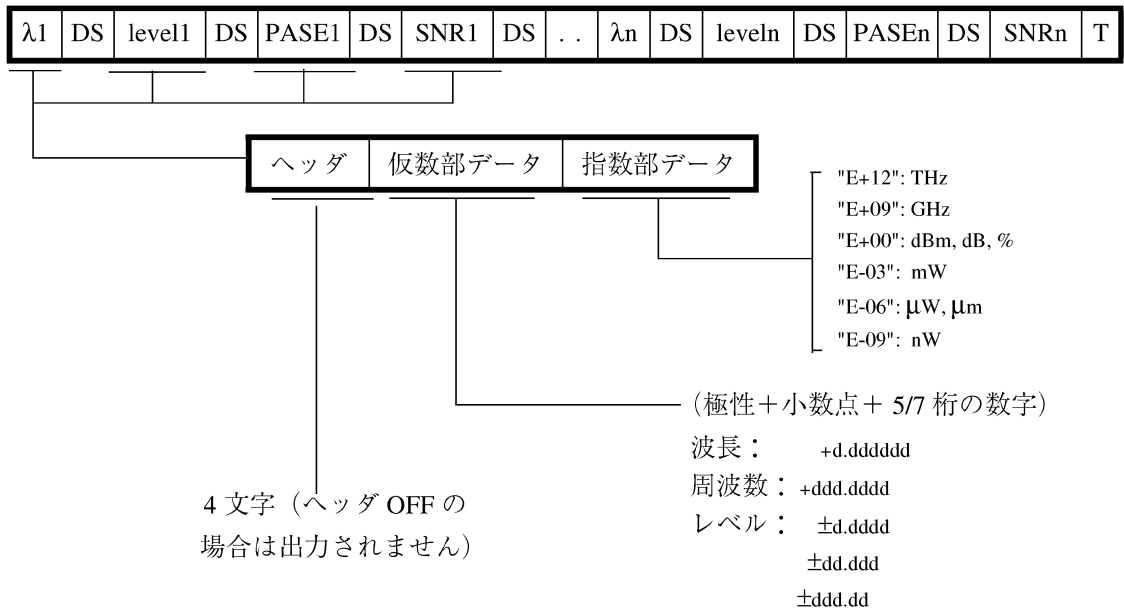 λ1 DS level1 DS PASE1 DS SNR1 DS . . λn DS leveln DS PASEn DS SNRn T
ヘッダ 仮数部データ 指数部データ
"E+12": THz
"E+09": GHz
"E+00": dBm, dB, %
"E-03": mW
"E-06": μW, μm
"E-09": nW
（極性＋小数点＋ 5/7 桁の数字）
波長： +d.dddddd
周波数： +ddd.dddd
レベル： ±d.dddd
±dd.ddd
±ddd.dd
4 文字（ヘッダ OFF の
場合は出力されません）